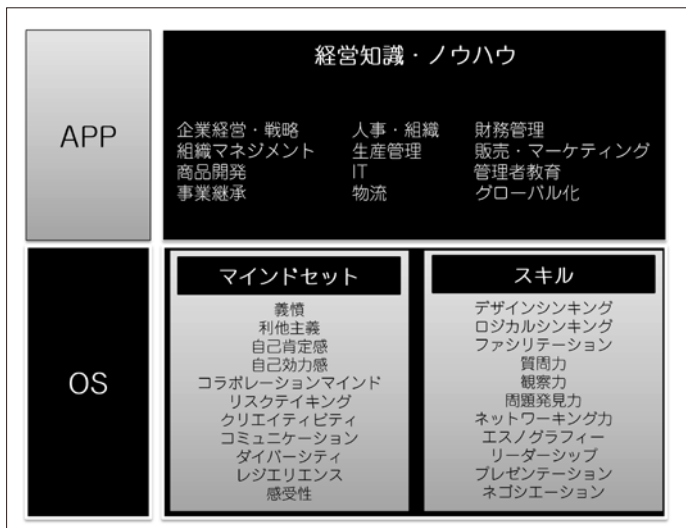 APP
経営知識・ノウハウ
企業経営・戦略 人事・組織 財務管理
組織マネジメント 生産管理 販売・マーケティング
商品開発 IT 管理者教育
事業継承 物流 グローバル化
OS
マインドセット
義憤
利他主義
自己肯定感
自己効力感
コラボレーションマインド
リスクテイキング
クリエイティビティ
コミュニケーション
ダイバーシティ
レジエリエンス
感受性
スキル
デザインシンキング
ロジカルシンキング
ファシリテーション
質問力
観察力
問題発見力
ネットワーキング力
エスノグラフィー
リーダーシップ
プレゼンテーション
ネゴシエーション